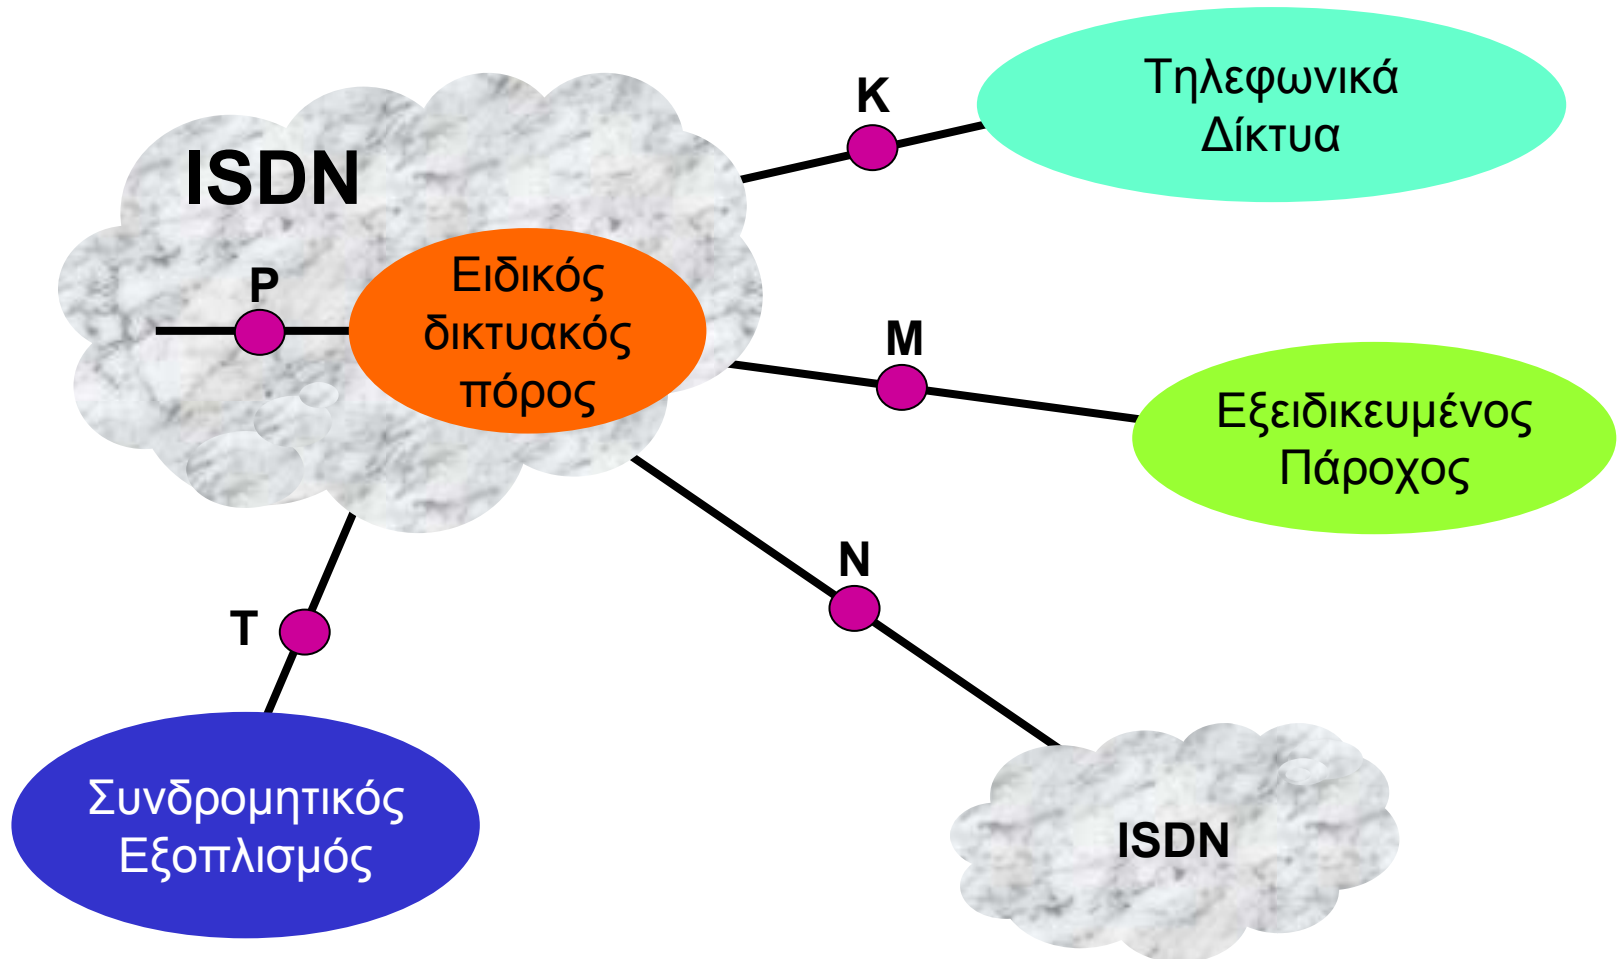 K
Τηλεφωνικά
Δίκτυα
ISDN
P
Ειδικός
δικτυακός
πόρος
M
Εξειδικευμένος
Πάροχος
N
T
Συνδρομητικός
Εξοπλισμός
ISDN